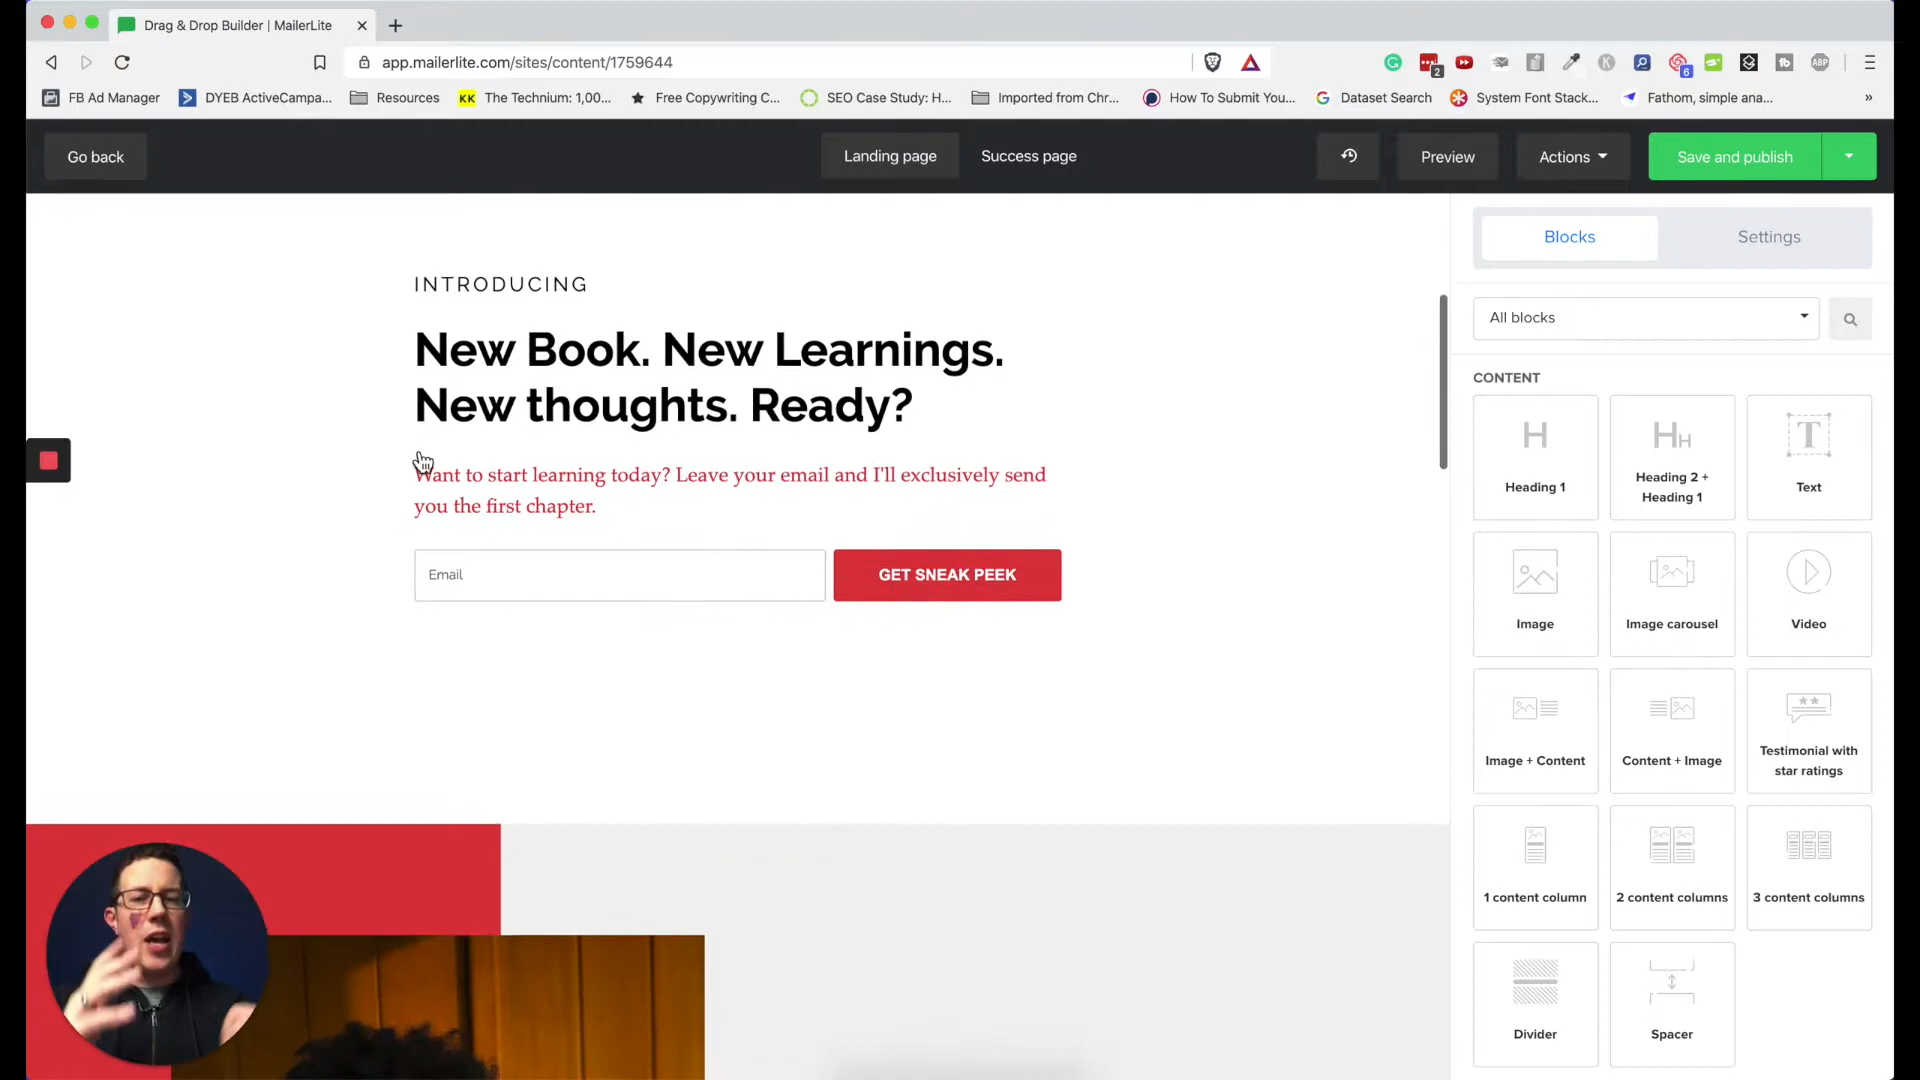 Drag & Drop Builder | MailerLite
app.mailerlite.com/sites/content/1759644
2
6
K
tb
ABP
FB Ad Manager
DYEB ActiveCampa...
Resources
KK The Technium: 1,00...
Free Copywriting C...
SEO Case Study: H...
Imported from Chr...
How To Submit You...
Dataset Search
System Font Stack...
Fathom, simple ana...
»
Go back
Landing page
Success page
Preview
Actions
Save and publish
INTRODUCING
New Book. New Learnings.
New thoughts. Ready?
Want to start learning today? Leave your email and I'll exclusively send
you the first chapter.
Email
GET SNEAK PEEK
Blocks
Settings
All blocks
CONTENT
Heading 1
Heading 2 +
Heading 1
Text
Image
Image carousel
Video
Image + Content
Content + Image
Testimonial with
star ratings
1 content column
2 content columns
3 content columns
Divider
Spacer